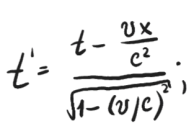 t' = (t - vx/c²) / √(1 - (v/c)²) ;